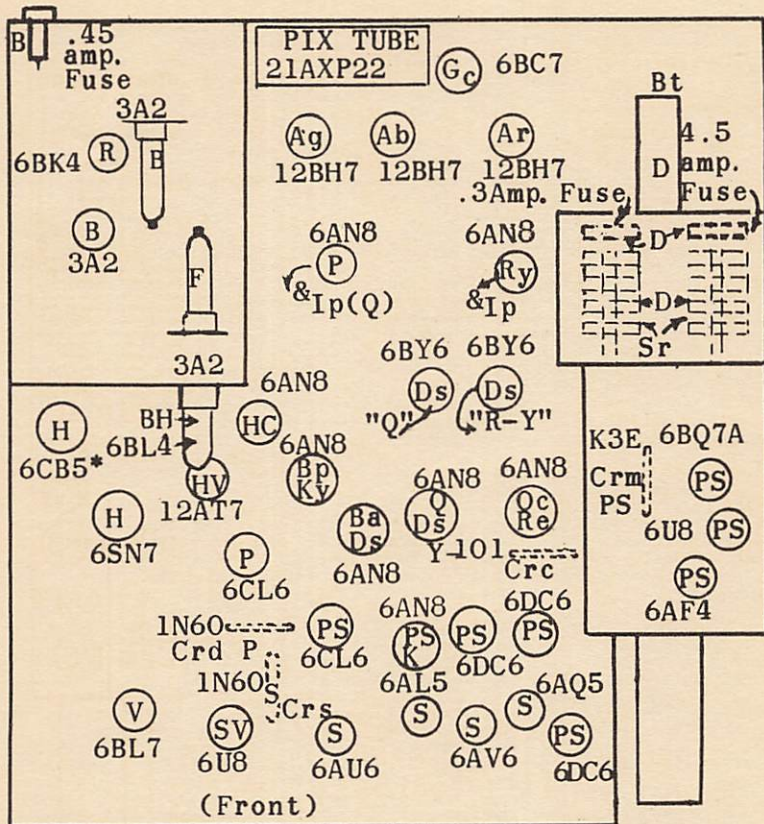 B .45 amp. Fuse
PIX TUBE
21AXP22
Gc 6BC7
3A2
6BK4 R B
Ag Ab Ar
12BH7 12BH7 12BH7
Bt
D 4.5 amp. Fuse
.3Amp. Fuse
B
3A2
6AN8 6AN8
P Ry
&Ip(Q) &Ip
D
D
Sr
F
3A2
6BY6 6BY6
Ds Ds
"Q" "R-Y"
6AN8
H BH HC
6CB5* 6BL4
6AN8
HV Bp Ky
12AT7
6AN8 6AN8
H Ba Ds Q Ds Qc Re
6SN7 6AN8 Y-101 Crc
K3E 6BQ7A
Crm PS PS
6U8 PS
PS
6AF4
P
6CL6
1N60 PS 6AN8 6DC6
Crd P 6CL6 PS K PS PS
6DC6
1N60 S Crs
6AL5 6AQ5
V SV S S S S PS
6BL7 6U8 6AU6 6AV6 6DC6
(Front)